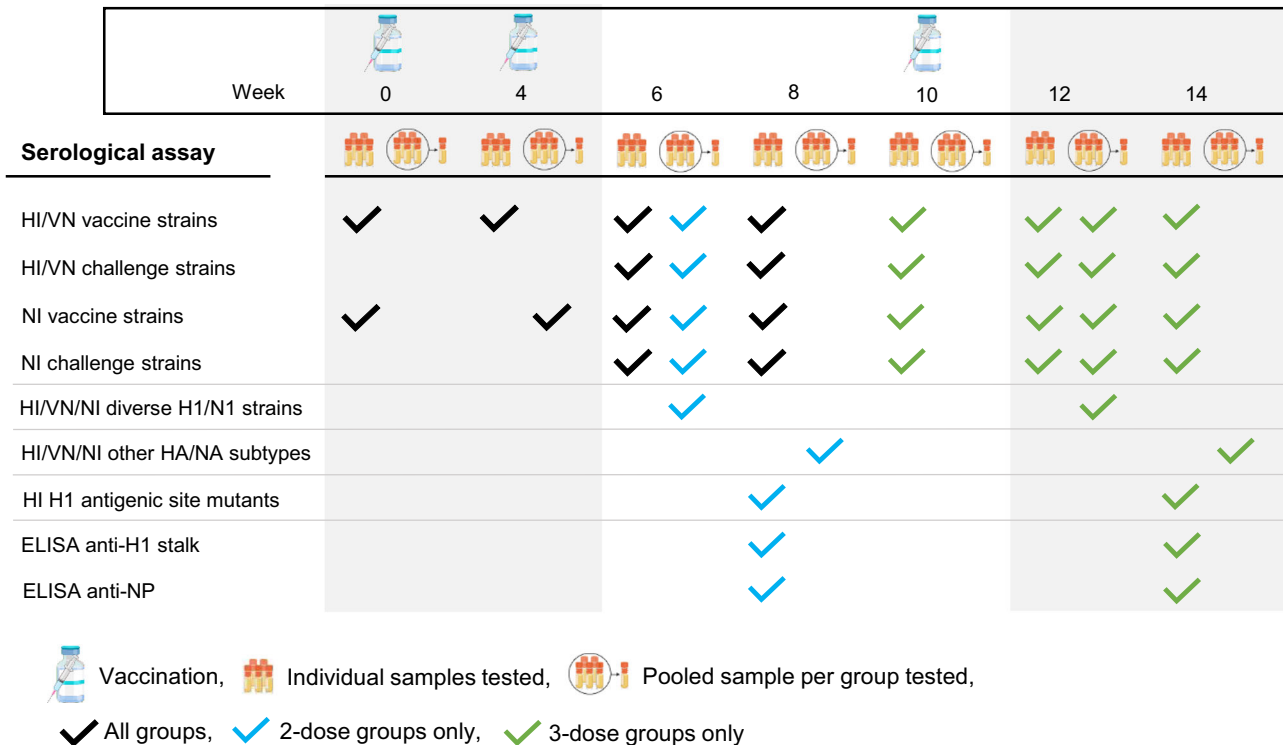 Week 0 4 6 8 10 12 14
Serological assay
HI/VN vaccine strains
HI/VN challenge strains
NI vaccine strains
NI challenge strains
HI/VN/NI diverse H1/N1 strains
HI/VN/NI other HA/NA subtypes
HI H1 antigenic site mutants
ELISA anti-H1 stalk
ELISA anti-NP
Vaccination, Individual samples tested, Pooled sample per group tested,
All groups, 2-dose groups only, 3-dose groups only